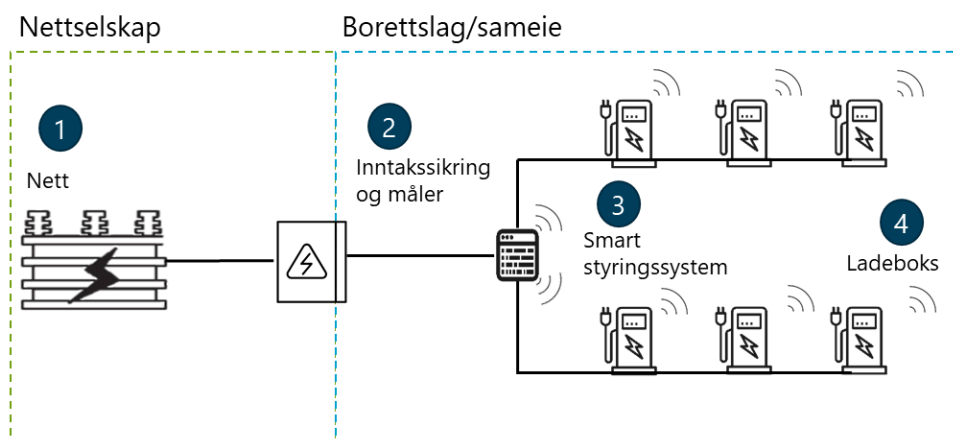 Nettselskap
Borettslag/sameie
1
Nett
2
Inntakssikring
og måler
3
Smart
styringssystem
4
Ladeboks